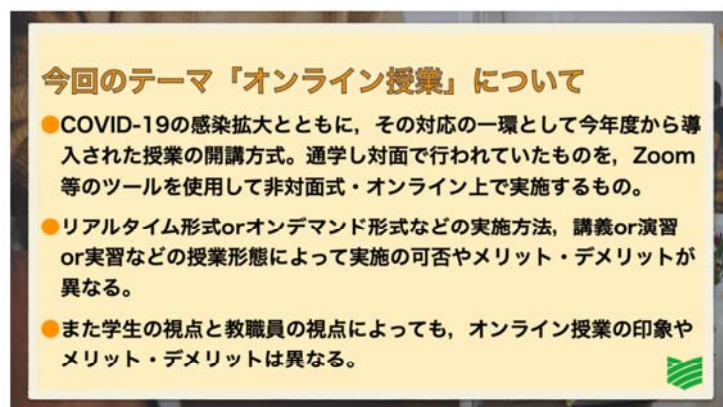 今回のテーマ「オンライン授業」について
●COVID-19の感染拡大とともに，その対応の一環として今年度から導
入された授業の開講方式。通学し対面で行われていたものを，Zoom
等のツールを使用して非対面式・オンライン上で実施するもの。
●リアルタイム形式orオンデマンド形式などの実施方法，講義or演習
or実習などの授業形態によって実施の可否やメリット・デメリットが
異なる。
●また学生の視点と教職員の視点によっても，オンライン授業の印象や
メリット・デメリットは異なる。